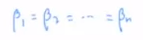 β₁ = β₂ = ⋯ = βₙ